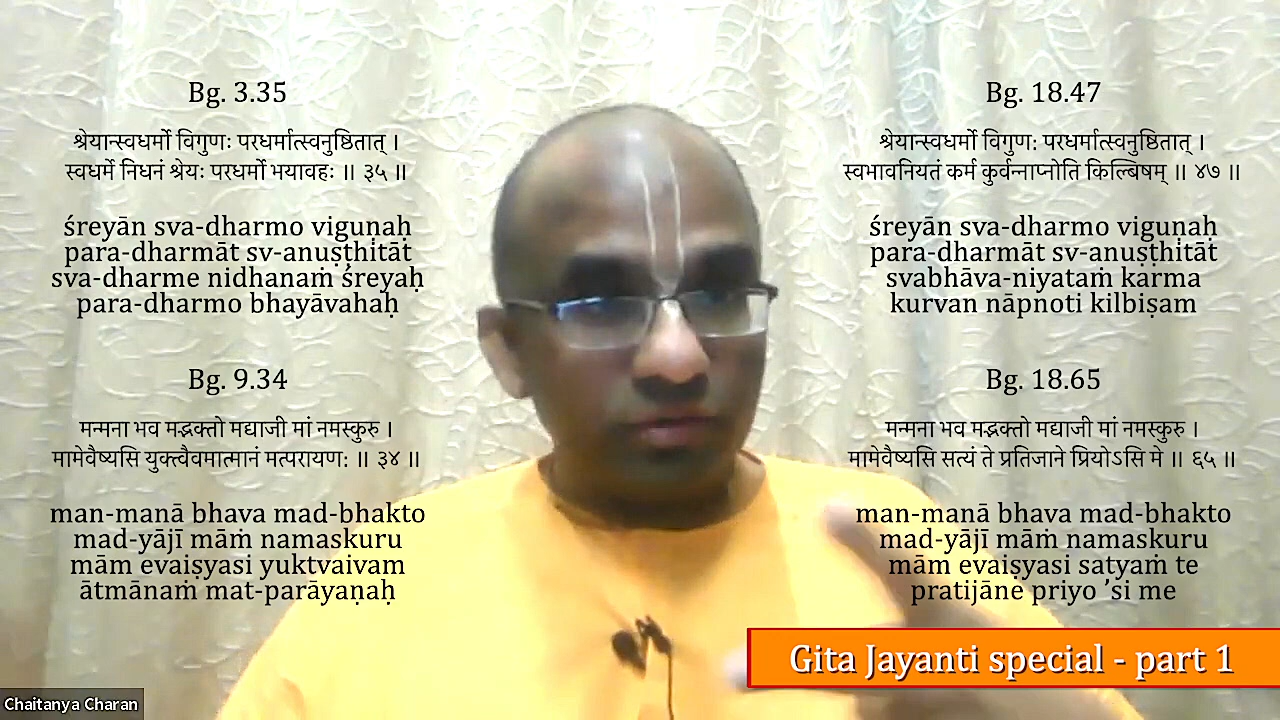 Bg. 3.35
श्रेयान्स्वधर्मो विगुणः परधर्मात्स्वनुष्ठितात् ।
स्वधर्मे निधनं श्रेयः परधर्मो भयावहः ॥ ३५ ॥
śreyān sva-dharmo viguṇaḥ
para-dharmāt sv-anuṣṭhitāt
sva-dharme nidhanaṁ śreyaḥ
para-dharmo bhayāvahaḥ
Bg. 9.34
मन्मना भव मद्भक्तो मद्याजी मां नमस्कुरु ।
मामेवैष्यसि युक्त्वैवमात्मानं मत्परायण: ॥ ३४ ॥
man-manā bhava mad-bhakto
mad-yājī māṁ namaskuru
mām evaiṣyasi yuktvaivam
ātmānaṁ mat-parāyaṇaḥ
Bg. 18.47
श्रेयान्स्वधर्मो विगुण: परधर्मात्स्वनुष्ठितात् ।
स्वभावनियतं कर्म कुर्वन्नाप्नोति किल्बिषम् ॥ ४७ ॥
śreyān sva-dharmo viguṇaḥ
para-dharmāt sv-anuṣṭhitāt
svabhāva-niyataṁ karma
kurvan nāpnoti kilbiṣam
Bg. 18.65
मन्मना भव मद्भक्तो मद्याजी मां नमस्कुरु ।
मामेवैष्यसि सत्यं ते प्रतिजाने प्रियोऽसि मे ॥ ६५ ॥
man-manā bhava mad-bhakto
mad-yājī māṁ namaskuru
mām evaiṣyasi satyaṁ te
pratijāne priyo ’si me
Gita Jayanti special - part 1
Chaitanya Charan